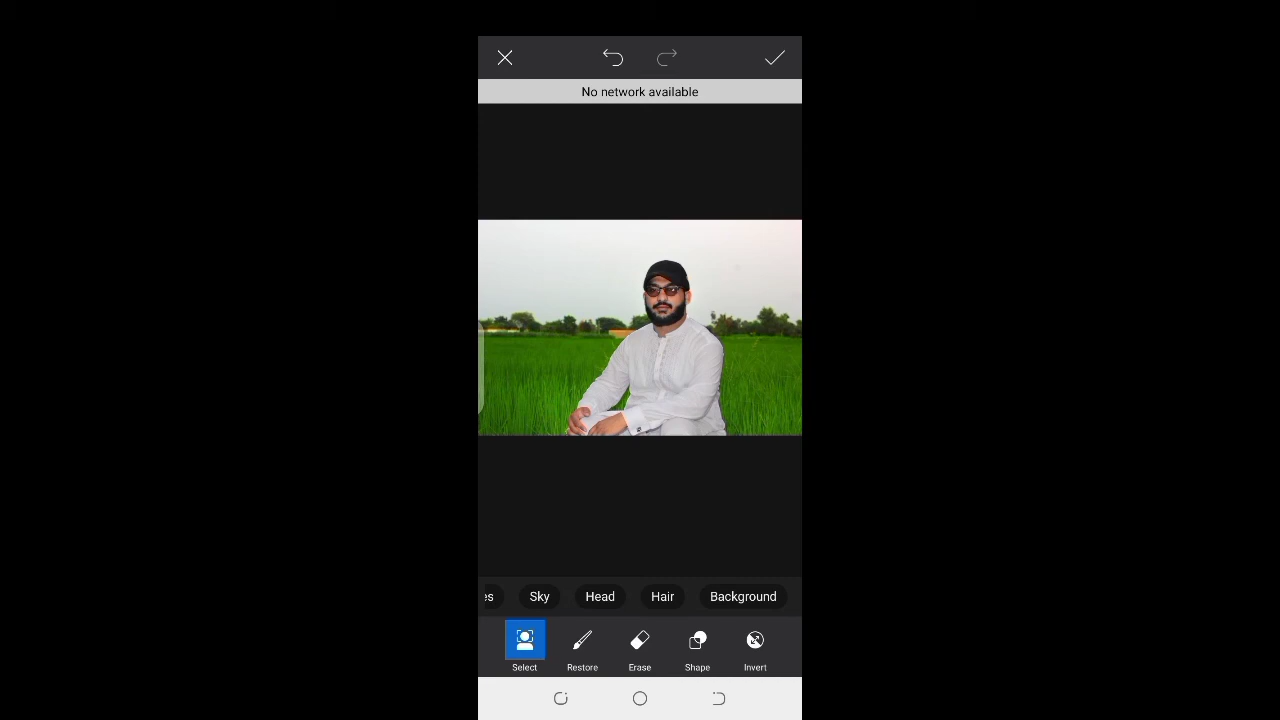 No network available
es Sky Head Hair Background
Select Restore Erase Shape Invert